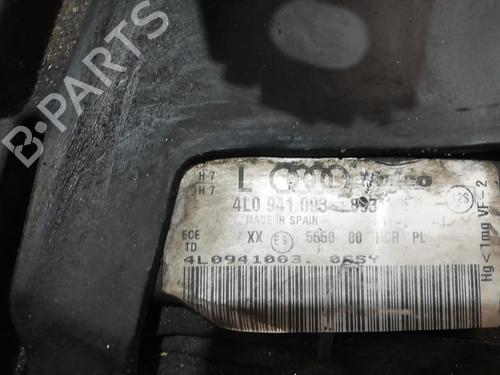 B-PARTS
H7
H7
L
4L0 941 003
12S
MADE IN SPAIN
ECE
TD
XX E9 5550 00 HCR PL
4L0941003.
Hg<1mg VF-2